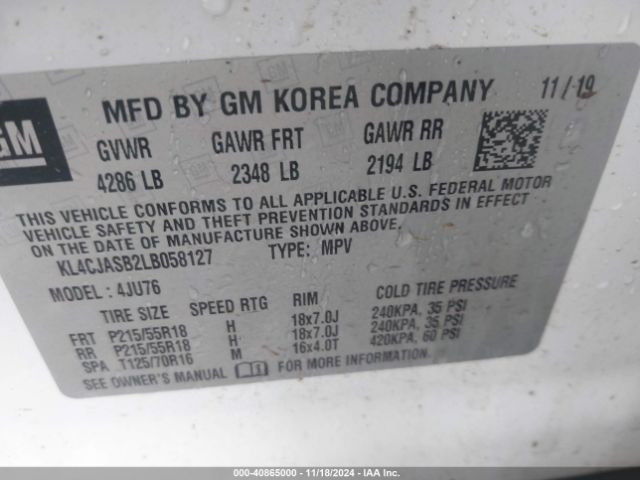 GM
MFD BY GM KOREA COMPANY 11/19
GVWR GAWR FRT GAWR RR
4286 LB 2348 LB 2194 LB
THIS VEHICLE CONFORMS TO ALL APPLICABLE U.S. FEDERAL MOTOR
VEHICLE SAFETY AND THEFT PREVENTION STANDARDS IN EFFECT
ON THE DATE OF MANUFACTURE SHOWN ABOVE.
KL4CJASB2LB058127 TYPE: MPV
MODEL : 4JU76
TIRE SIZE SPEED RTG RIM COLD TIRE PRESSURE
FRT P215/55R18 H 18x7.0J 240KPA, 35 PSI
RR P215/55R18 H 18x7.0J 240KPA, 35 PSI
SPA T125/70R16 M 16x4.0T 420KPA, 60 PSI
SEE OWNER'S MANUAL FOR MORE INFORMATION.
000-40865000 - 11/18/2024 - IAA Inc.